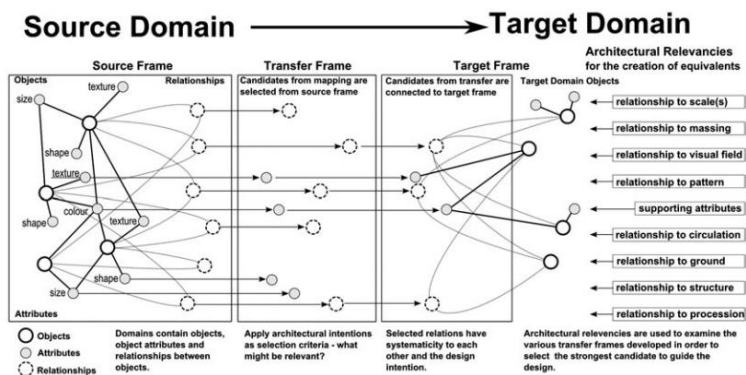 Source Domain
Target Domain
Source Frame
Transfer Frame
Target Frame
Architectural Relevancies
for the creation of equivalents
Objects
Relationships
Candidates from mapping are
selected from source frame
Candidates from transfer are
connected to target frame
Target Domain Objects
texture
size
shape
texture
colour
texture
shape
shape
size
Attributes
relationship to scale(s)
relationship to massing
relationship to visual field
relationship to pattern
supporting attributes
relationship to circulation
relationship to ground
relationship to structure
relationship to procession
Objects
Attributes
Relationships
Domains contain objects,
object attributes and
relationships between
objects.
Apply architectural intentions
as selection criteria - what
might be relevant?
Selected relations have
systematicity to each
other and the design
intention.
Architectural relevancies are used to examine the
various transfer frames developed in order to
select the strongest candidate to guide the
design.